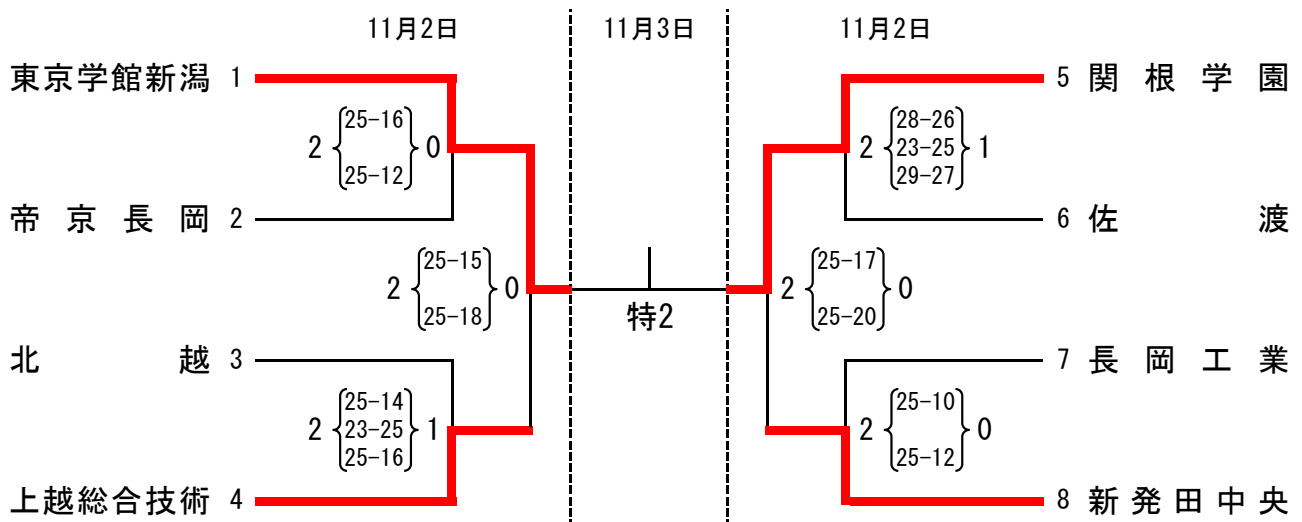 11月2日 11月3日 11月2日
東京学館新潟 1
5 関根学園
2 25-16 0
25-12
2 28-26 1
23-25
29-27
帝京長岡 2
6 佐渡
2 25-15 0
25-18
特2
2 25-17 0
25-20
北越 3
7 長岡工業
2 25-14 1
23-25
25-16
2 25-10 0
25-12
上越総合技術 4
8 新発田中央